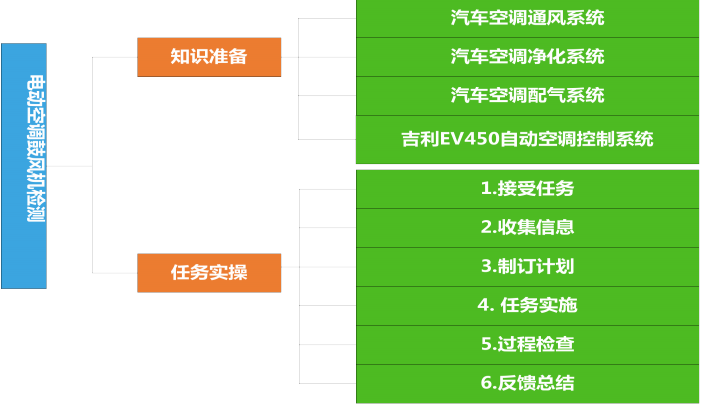 电动空调鼓风机检测
知识准备
汽车空调通风系统
汽车空调净化系统
汽车空调配气系统
吉利EV450自动空调控制系统
任务实操
1.接受任务
2.收集信息
3.制订计划
4. 任务实施
5.过程检查
6.反馈总结